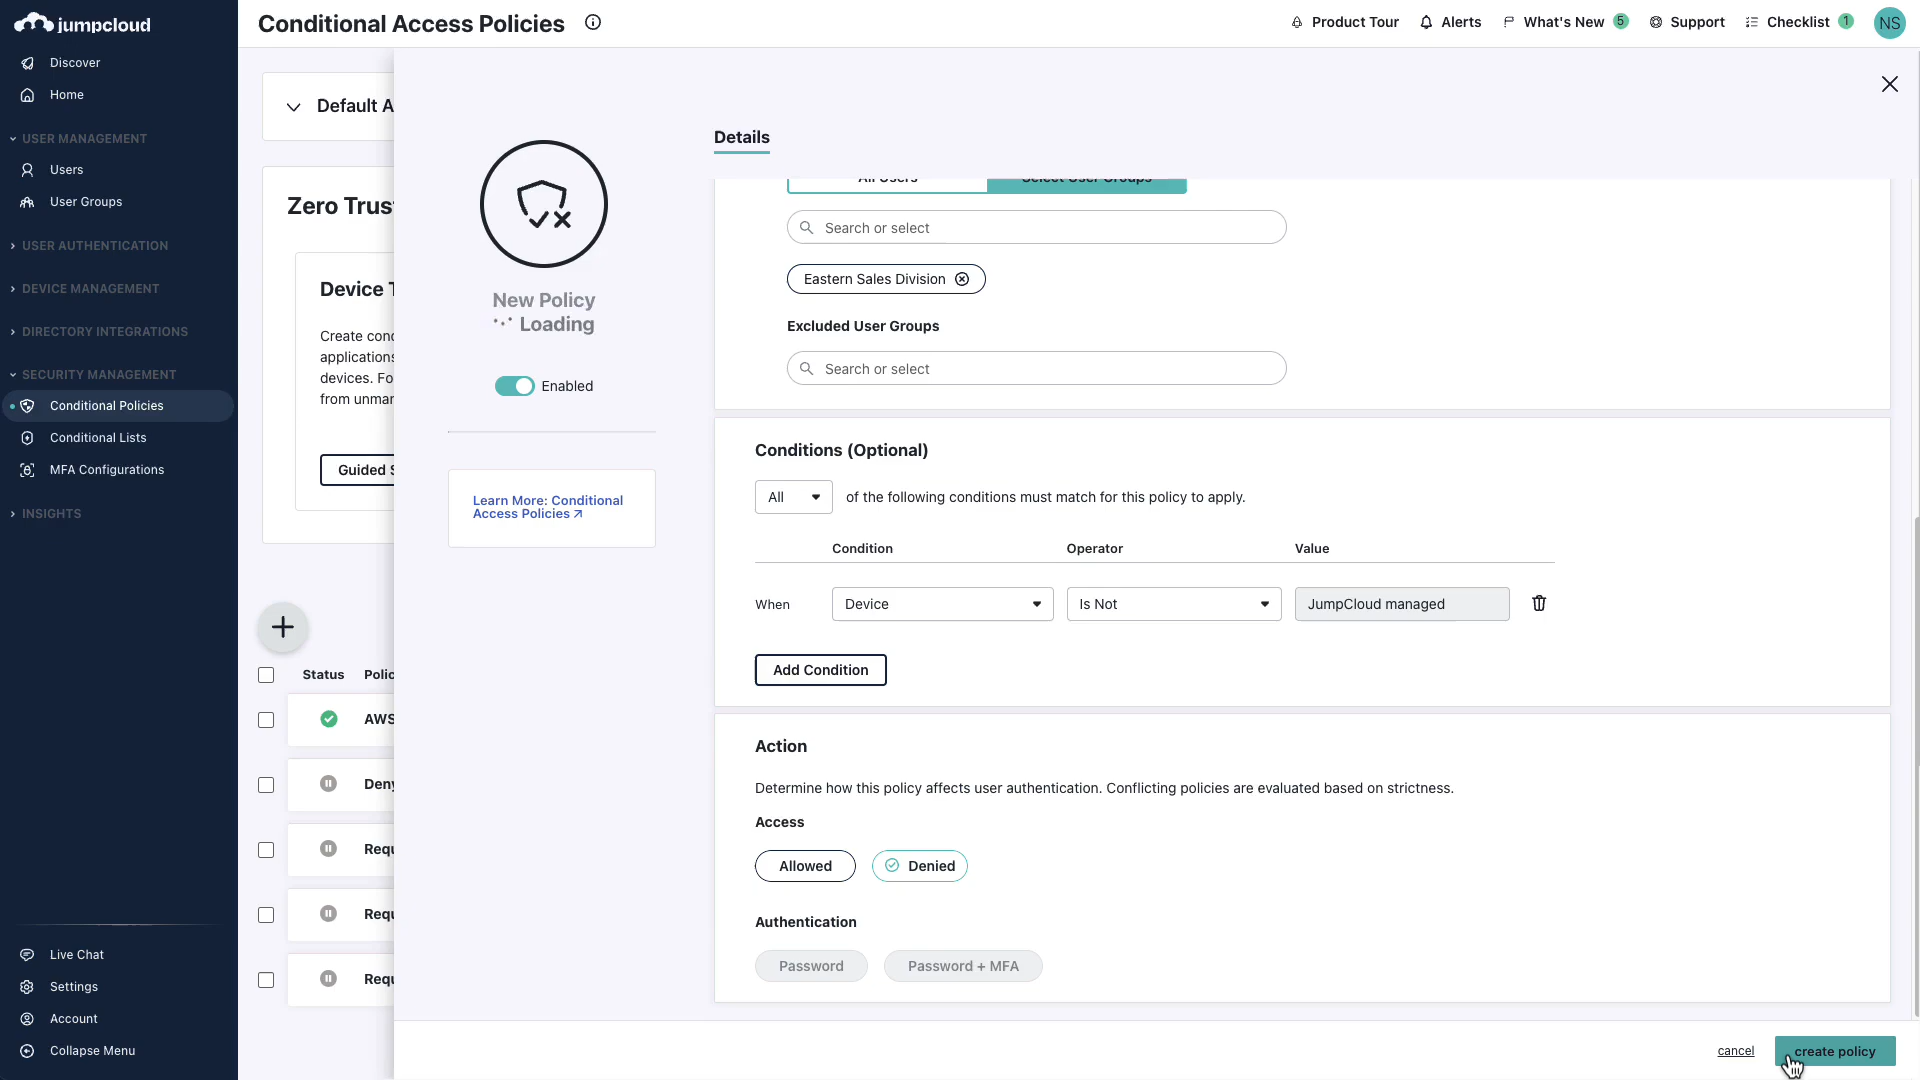 jumpcloud
Conditional Access Policies
Product Tour
Alerts
What's New 5
Support
Checklist 1
NS
Discover
Home
USER MANAGEMENT
Users
User Groups
USER AUTHENTICATION
DEVICE MANAGEMENT
DIRECTORY INTEGRATIONS
SECURITY MANAGEMENT
Conditional Policies
Conditional Lists
MFA Configurations
INSIGHTS
Live Chat
Settings
Account
Collapse Menu
Default A
Zero Trus
Device T
Create cond
applications
devices. Fo
from unman
Guided S
Status Polic
AWS
Deny
Requ
Requ
Requ
New Policy
Loading
Enabled
Learn More: Conditional
Access Policies
Details
All Users Select User Groups
Search or select
Eastern Sales Division
Excluded User Groups
Search or select
Conditions (Optional)
All of the following conditions must match for this policy to apply.
Condition Operator Value
When Device Is Not JumpCloud managed
Add Condition
Action
Determine how this policy affects user authentication. Conflicting policies are evaluated based on strictness.
Access
Allowed Denied
Authentication
Password Password + MFA
cancel create policy